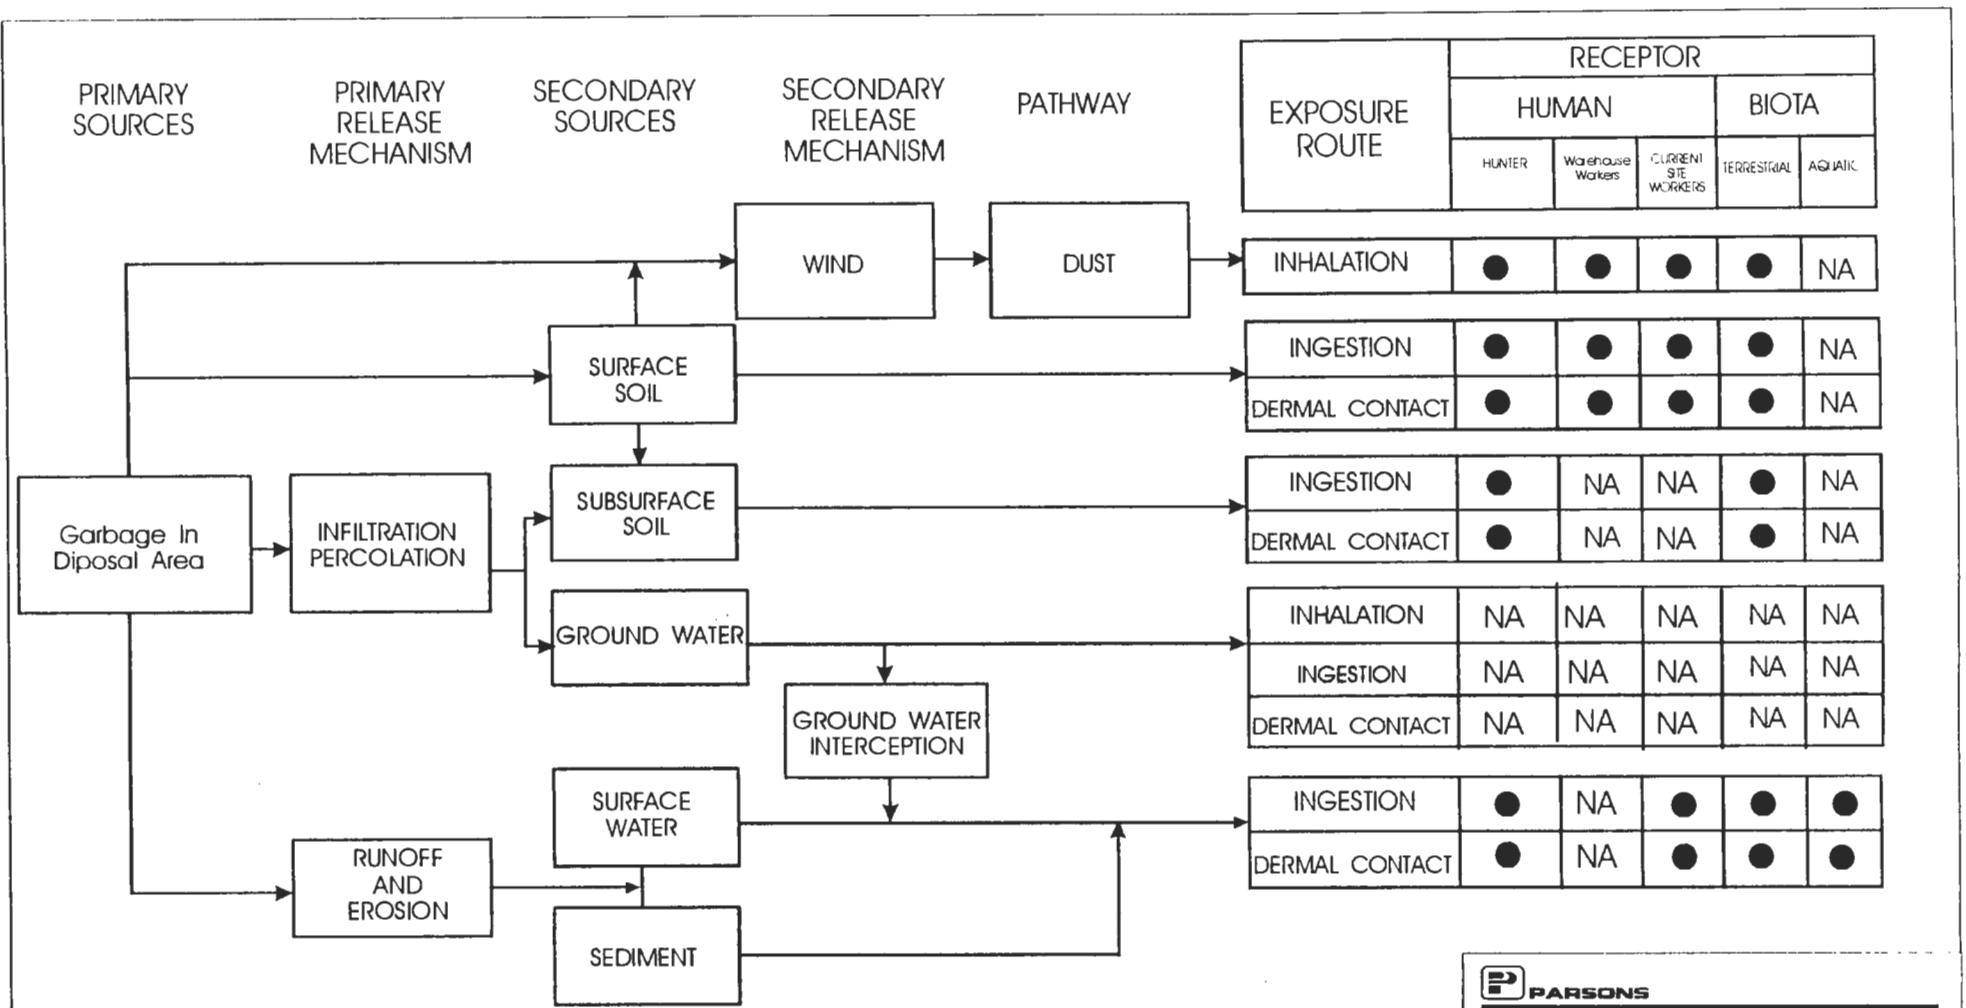 PRIMARY
SOURCES
PRIMARY
RELEASE
MECHANISM
SECONDARY
SOURCES
SECONDARY
RELEASE
MECHANISM
PATHWAY
EXPOSURE
ROUTE
RECEPTOR
HUMAN
BIOTA
HUNTER
Warehouse
Workers
CURRENT
SITE
WORKERS
TERRESTRIAL
AQUATIC
WIND
DUST
INHALATION
NA
SURFACE
SOIL
INGESTION
NA
DERMAL CONTACT
NA
Garbage In
Diposal Area
INFILTRATION
PERCOLATION
SUBSURFACE
SOIL
INGESTION NA NA NA
DERMAL CONTACT NA NA NA
GROUND WATER
INHALATION NA NA NA NA NA
INGESTION NA NA NA NA NA
DERMAL CONTACT NA NA NA NA NA
GROUND WATER
INTERCEPTION
SURFACE
WATER
INGESTION NA
DERMAL CONTACT NA
RUNOFF
AND
EROSION
SEDIMENT
P PARSONS